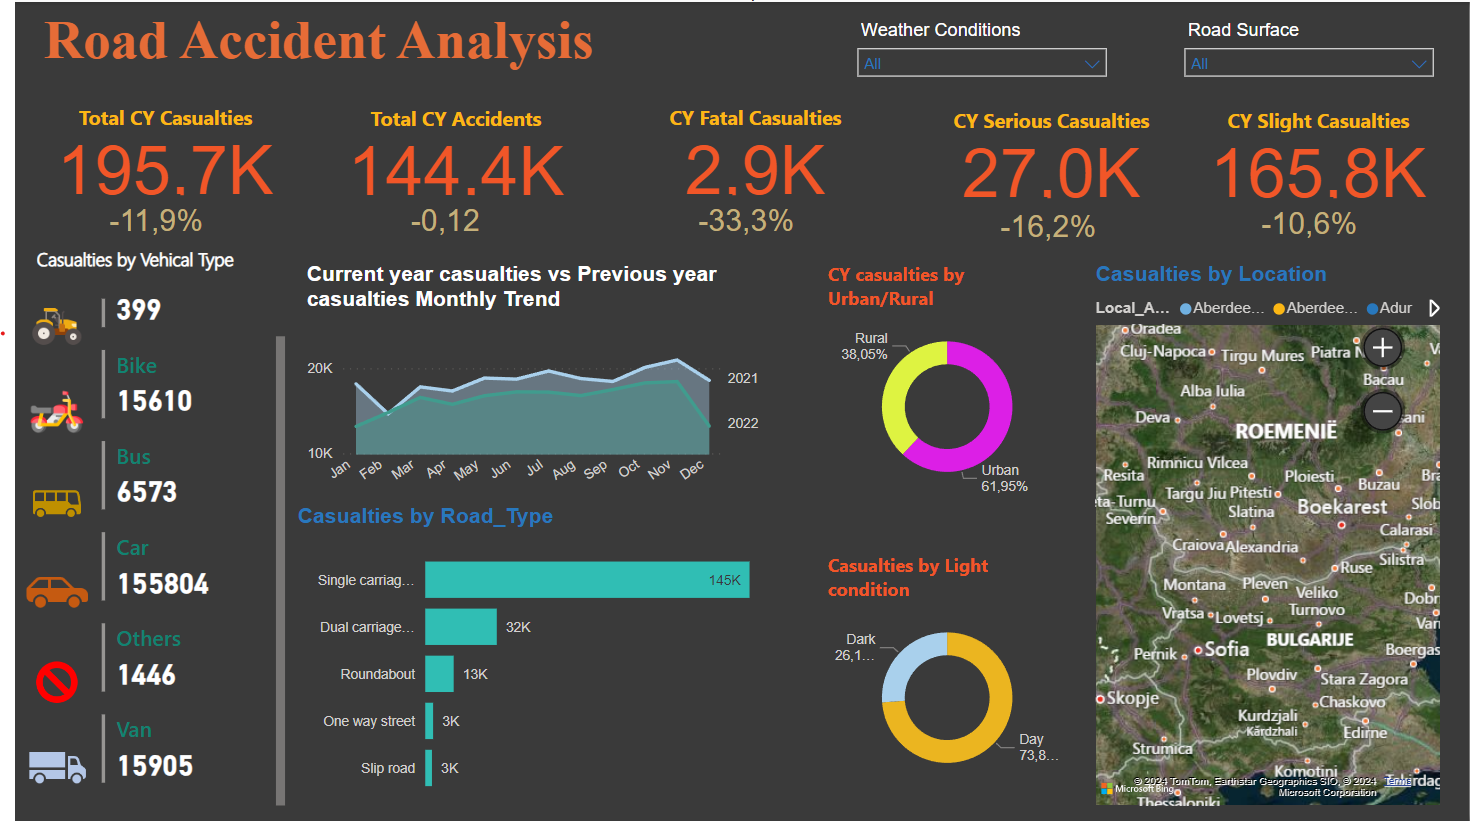 Road Accident Analysis
Weather Conditions
All
Road Surface
All
Total CY Casualties
195,7K
-11,9%
Total CY Accidents
144,4K
-0,12
CY Fatal Casualties
2,9K
-33,3%
CY Serious Casualties
27,0K
-16,2%
CY Slight Casualties
165,8K
-10,6%
Casualties by Vehical Type
399
Bike
15610
Bus
6573
Car
155804
Others
1446
Van
15905
Current year casualties vs Previous year
casualties Monthly Trend
20K
10K
2021
2022
Jan Feb Mar Apr May Jun Jul Aug Sep Oct Nov Dec
Casualties by Road_Type
Single carriag... 145K
Dual carriage... 32K
Roundabout 13K
One way street 3K
Slip road 3K
CY casualties by
Urban/Rural
Rural
38,05%
Urban
61,95%
Casualties by Light
condition
Dark
26,1...
Day
73,8...
Casualties by Location
Local_A... Aberdee... Aberdee... Adur
Oradea
Cluj-Napoca Tirgu Mures Piatra N
Bacau
Alba Iulia
Deva
ROEMENIË
Rimnicu Vilcea
Resita
Ploiesti
Buzau
Targu Jiu Pitesti
eta-Turnu
Severin
Slatina
Boekarest
Slob
Calarasi
Craiova Alexandria
Silistra
Ruse
Montana Pleven Veliko
Turnovo
Dobr
Vratsa Lovetsj
Var
BULGARIJE
Pernik Sofia
Boergas
Plovdiv
Stara Zagora
Skopje
Chaskovo
Kurdzjali
Kărdzhali
Edirne
Strumica
Komotini
Tekirdag
© 2024 TomTom, Earthstar Geographics SIO, © 2024 Terms
Microsoft Bing
Microsoft Corporation
Thessaloniki